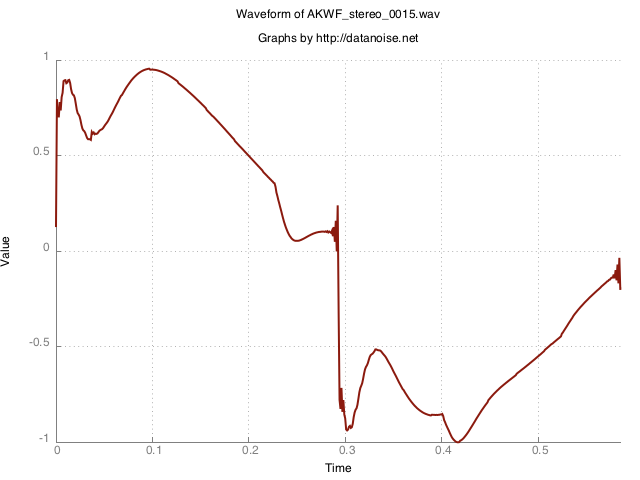 Waveform of AKWF_stereo_0015.wav
Graphs by http://datanoise.net
1
0.5
0
-0.5
-1
Value
0
0.1
0.2
0.3
0.4
0.5
Time